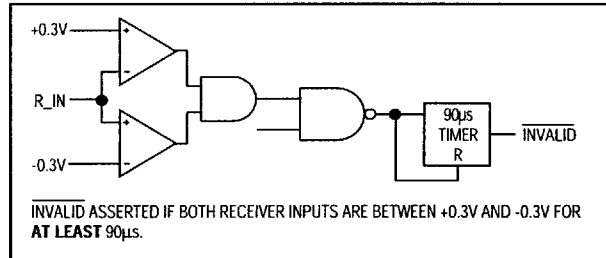 +0.3V
+
-
R_IN
+
-0.3V
-
90µs
TIMER
R
INVALID
INVALID ASSERTED IF BOTH RECEIVER INPUTS ARE BETWEEN +0.3V AND -0.3V FOR
AT LEAST 90µs.